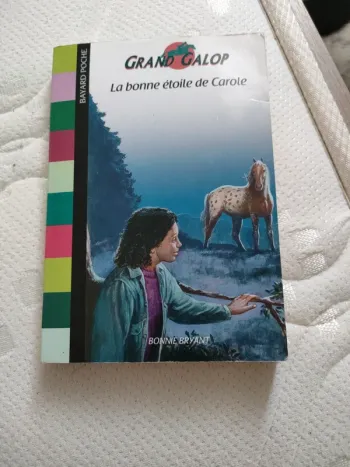 BAYARD POCHE
GRAND GALOP
La bonne étoile de Carole
BONNIE BRYANT